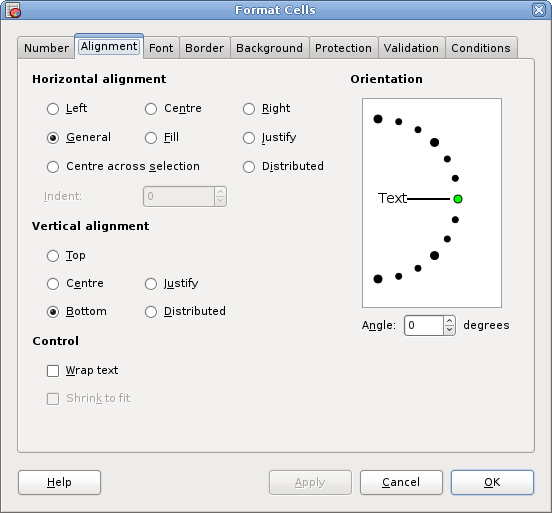 Format Cells
Number Alignment Font Border Background Protection Validation Conditions
Horizontal alignment
Left Centre Right
General Fill Justify
Centre across selection Distributed
Indent: 0
Vertical alignment
Top
Centre Justify
Bottom Distributed
Control
Wrap text
Shrink to fit
Orientation
Text
Angle: 0 degrees
Help Apply Cancel OK